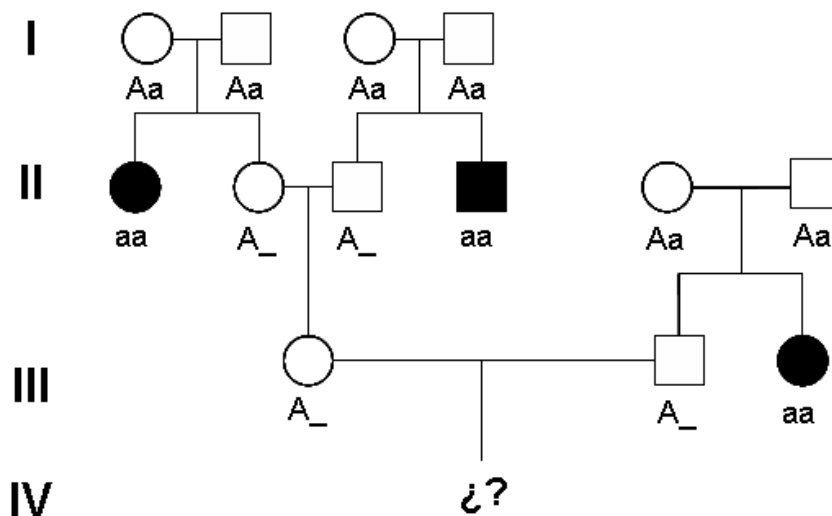 I
Aa Aa Aa Aa
II
aa A_ A_ aa Aa Aa
III
A_ A_ aa
IV ¿?